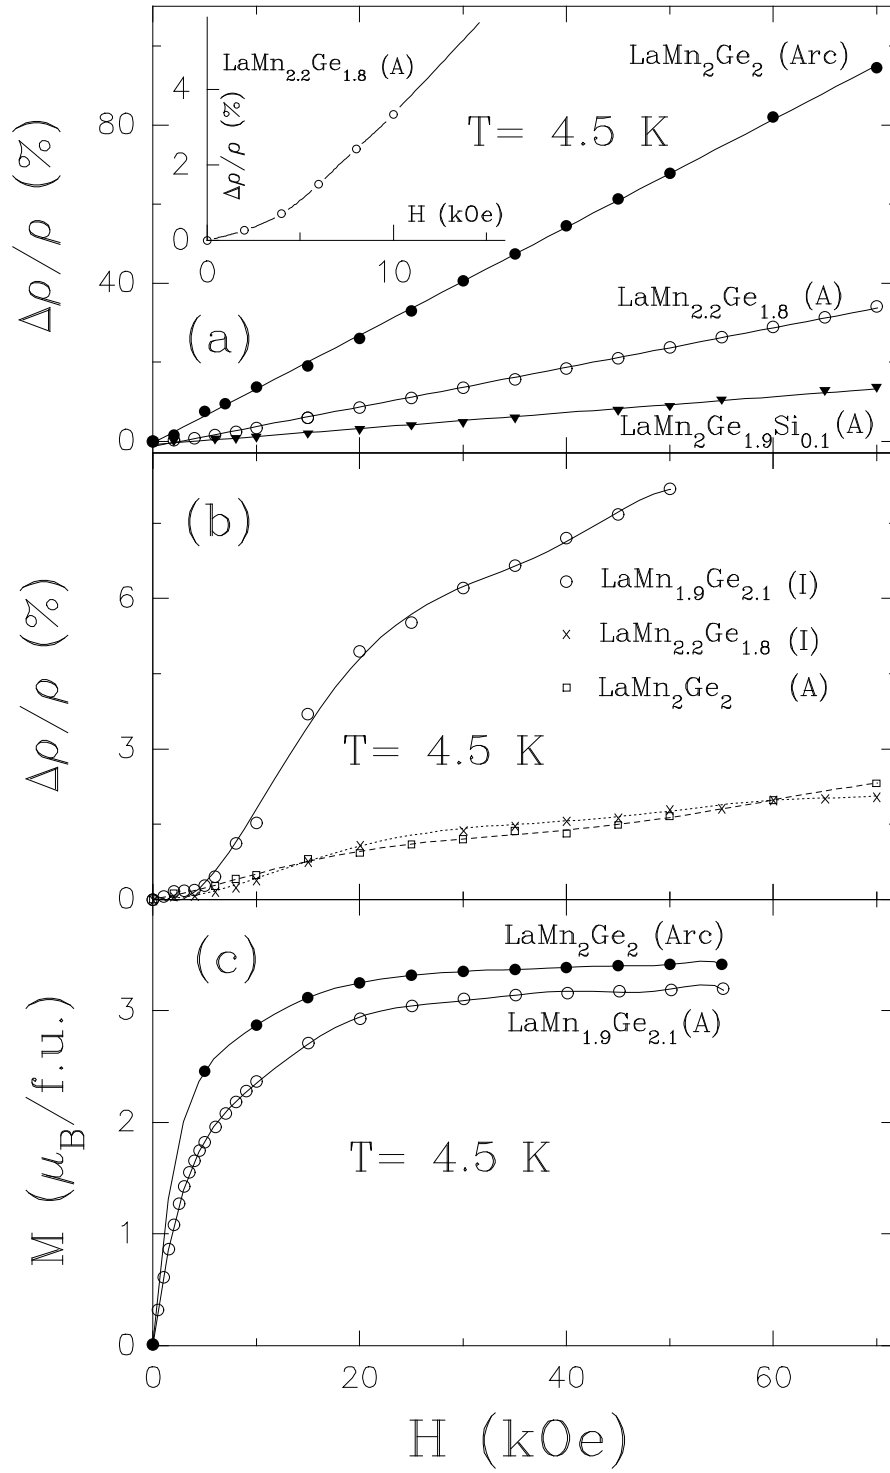 LaMn2Ge2 (Arc)
LaMn2.2Ge1.8 (A)
4
2
0
Δρ/ρ (%)
H (kOe)
0
10
T= 4.5 K
80
40
0
Δρ/ρ (%)
(a)
LaMn2.2Ge1.8 (A)
LaMn2Ge1.9Si0.1 (A)
(b)
6
3
0
Δρ/ρ (%)
LaMn1.9Ge2.1 (I)
LaMn2.2Ge1.8 (I)
LaMn2Ge2 (A)
T= 4.5 K
(c)
LaMn2Ge2 (Arc)
LaMn1.9Ge2.1(A)
3
2
1
0
M (μB/f.u.)
T= 4.5 K
0
20
40
60
H (kOe)